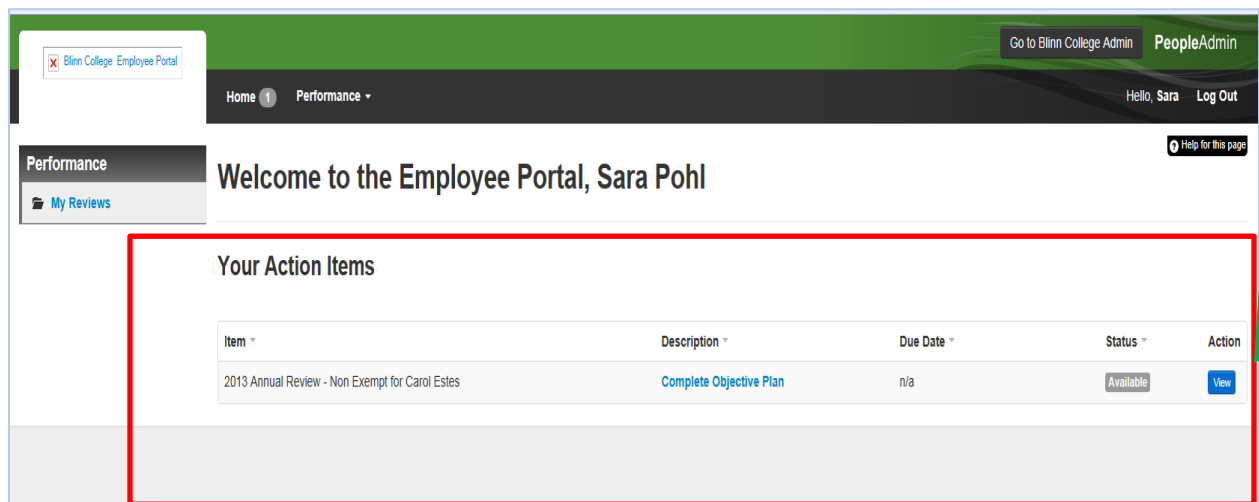 Go to Blinn College Admin PeopleAdmin
Blinn College Employee Portal
Home 1 Performance Hello, Sara Log Out
Help for this page
Performance
My Reviews
Welcome to the Employee Portal, Sara Pohl
Your Action Items
Item Description Due Date Status Action
2013 Annual Review - Non Exempt for Carol Estes Complete Objective Plan n/a Available View